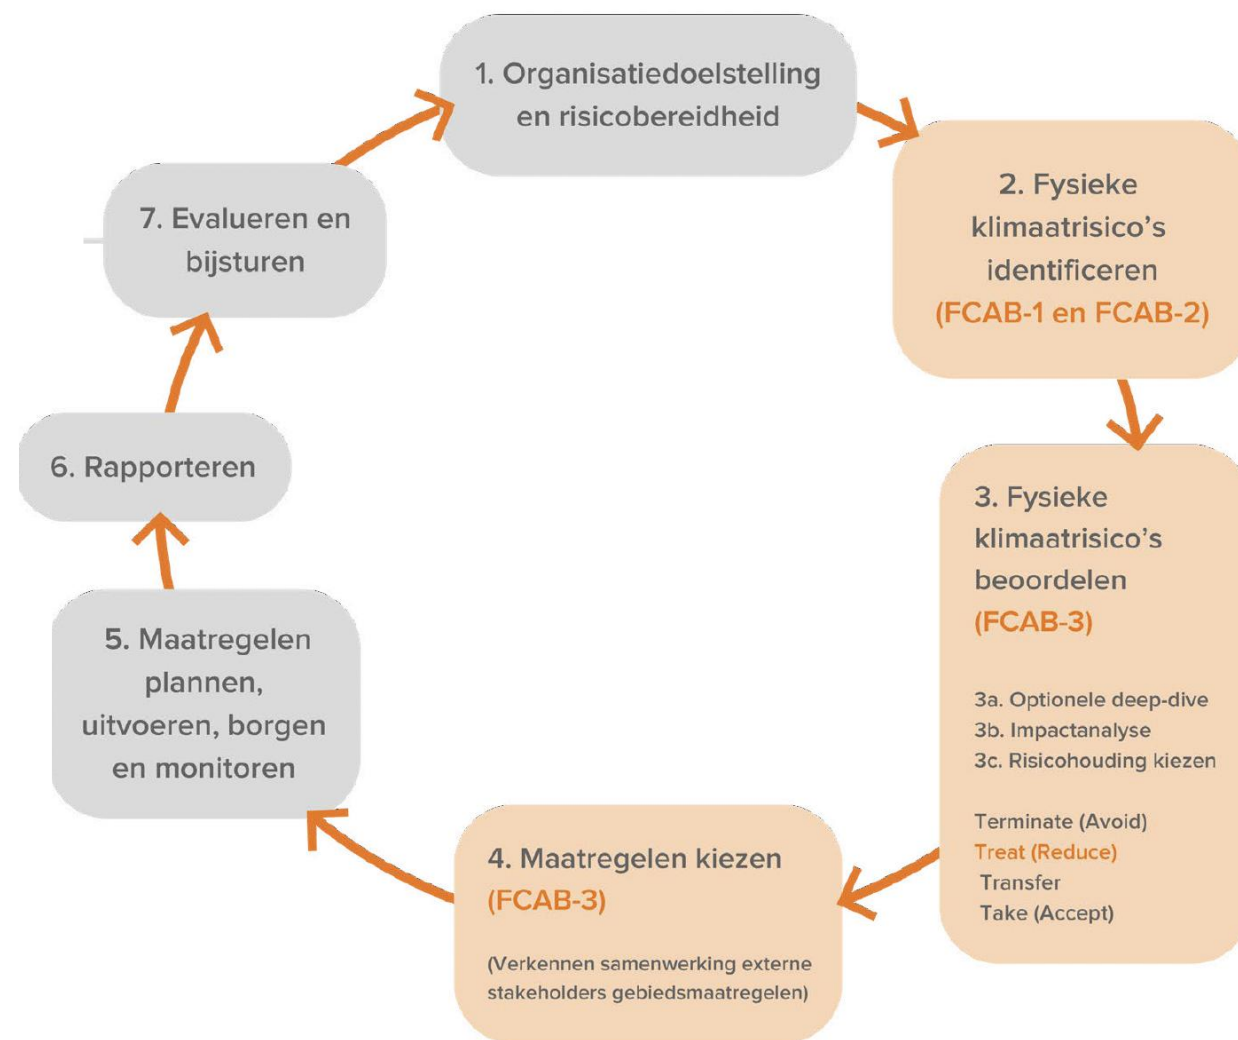 1. Organisatiedoelstelling
en risicobereidheid
2. Fysieke
klimaatrisico’s
identificeren
(FCAB-1 en FCAB-2)
3. Fysieke
klimaatrisico’s
beoordelen
(FCAB-3)
3a. Optionele deep-dive
3b. Impactanalyse
3c. Risicohouding kiezen
Terminate (Avoid)
Treat (Reduce)
Transfer
Take (Accept)
4. Maatregelen kiezen
(FCAB-3)
(Verkennen samenwerking externe
stakeholders gebiedsmaatregelen)
5. Maatregelen
plannen,
uitvoeren, borgen
en monitoren
6. Rapporteren
7. Evalueren en
bijsturen